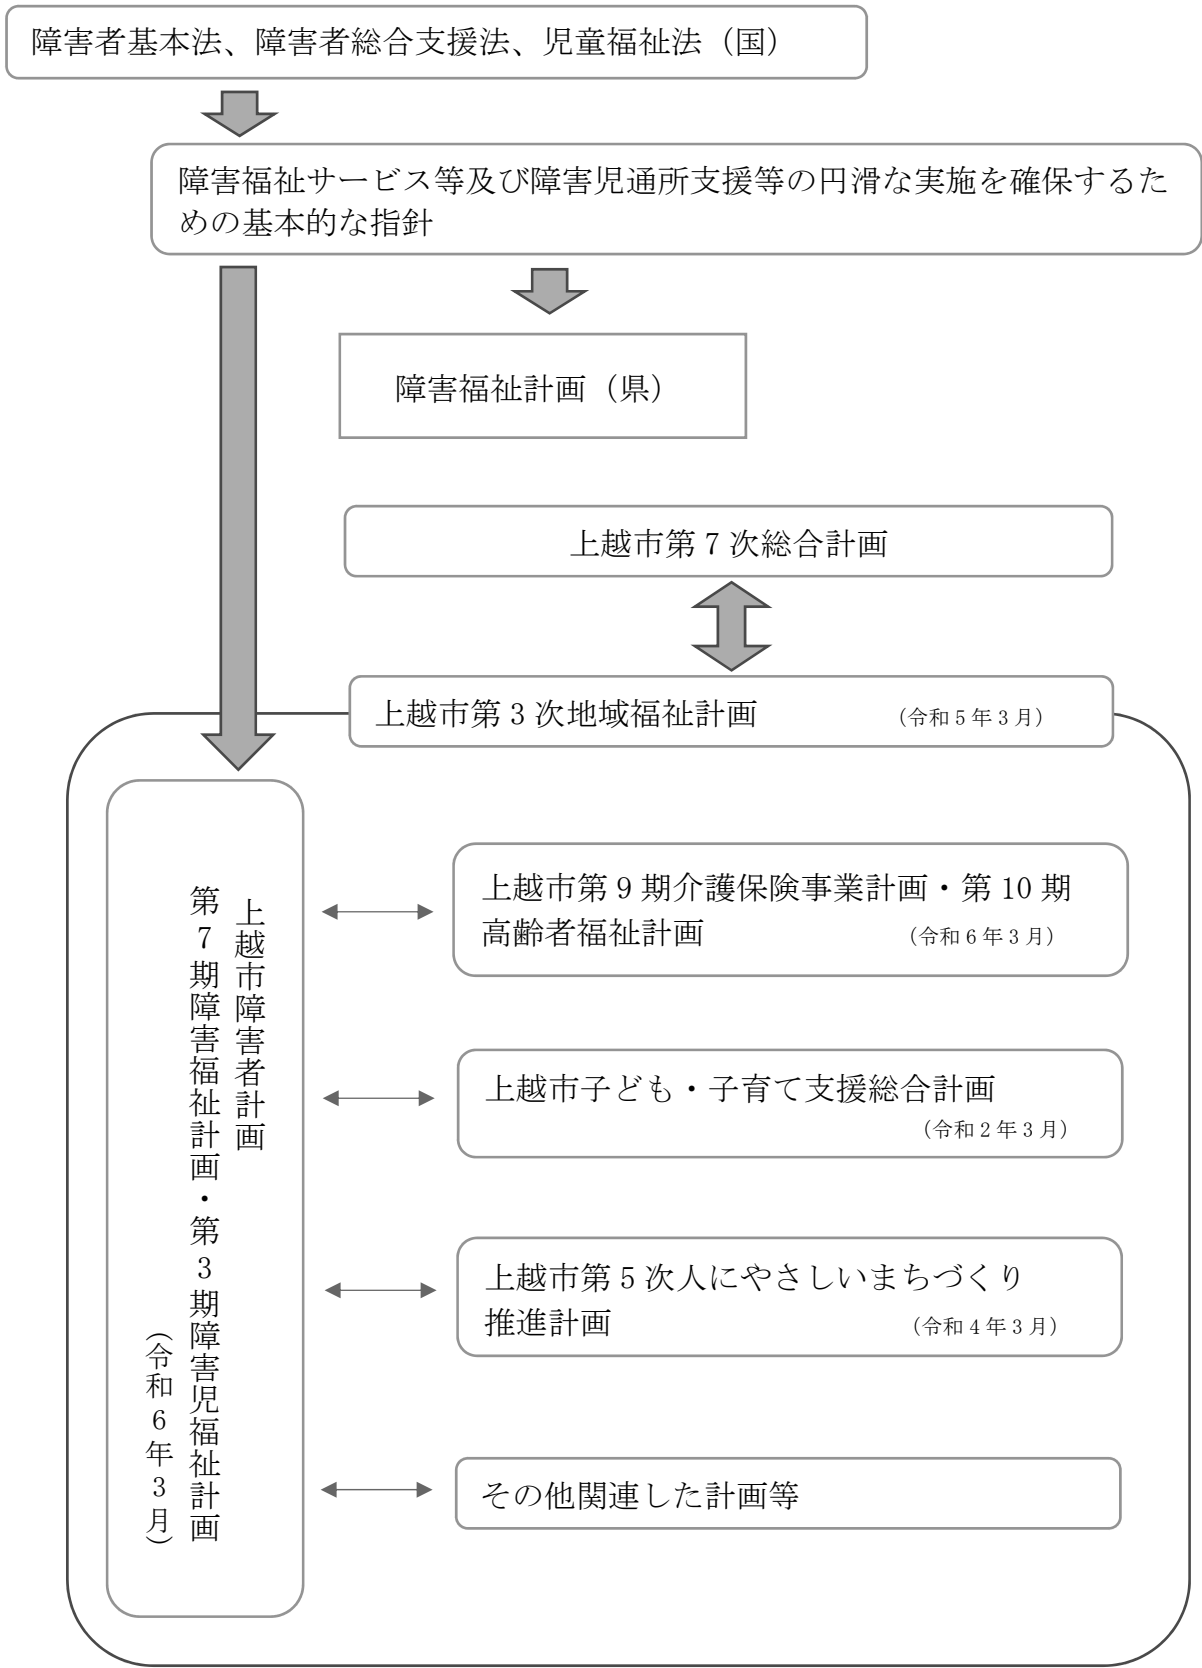 障害者基本法、障害者総合支援法、児童福祉法（国）
障害福祉サービス等及び障害児通所支援等の円滑な実施を確保するた
めの基本的な指針
障害福祉計画（県）
上越市第７次総合計画
上越市第３次地域福祉計画　（令和５年３月）
上越市障害者計画
第７期障害福祉計画・第３期障害児福祉計画
（令和６年３月）
上越市第９期介護保険事業計画・第 10 期
高齢者福祉計画　（令和６年３月）
上越市子ども・子育て支援総合計画
（令和２年３月）
上越市第５次人にやさしいまちづくり
推進計画　（令和４年３月）
その他関連した計画等